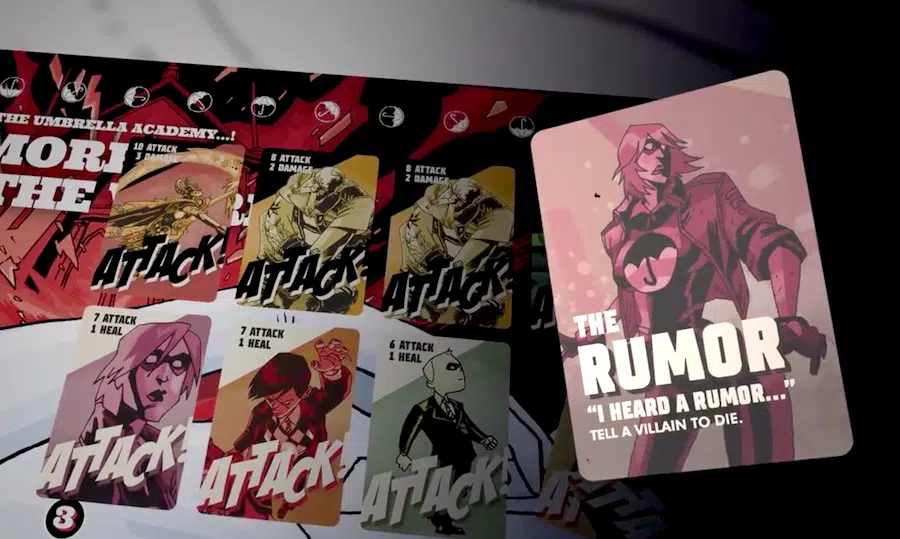 THE UMBRELLA ACADEMY...!
THE
10 ATTACK
3 DAMAGE
ATTACK!
8 ATTACK
2 DAMAGE
ATTACK!
8 ATTACK
2 DAMAGE
ATTACK!
7 ATTACK
1 HEAL
ATTACK!
7 ATTACK
1 HEAL
ATTACK!
6 ATTACK
1 HEAL
ATTACK!
3
THE
RUMOR
“I HEARD A RUMOR...”
TELL A VILLAIN TO DIE.